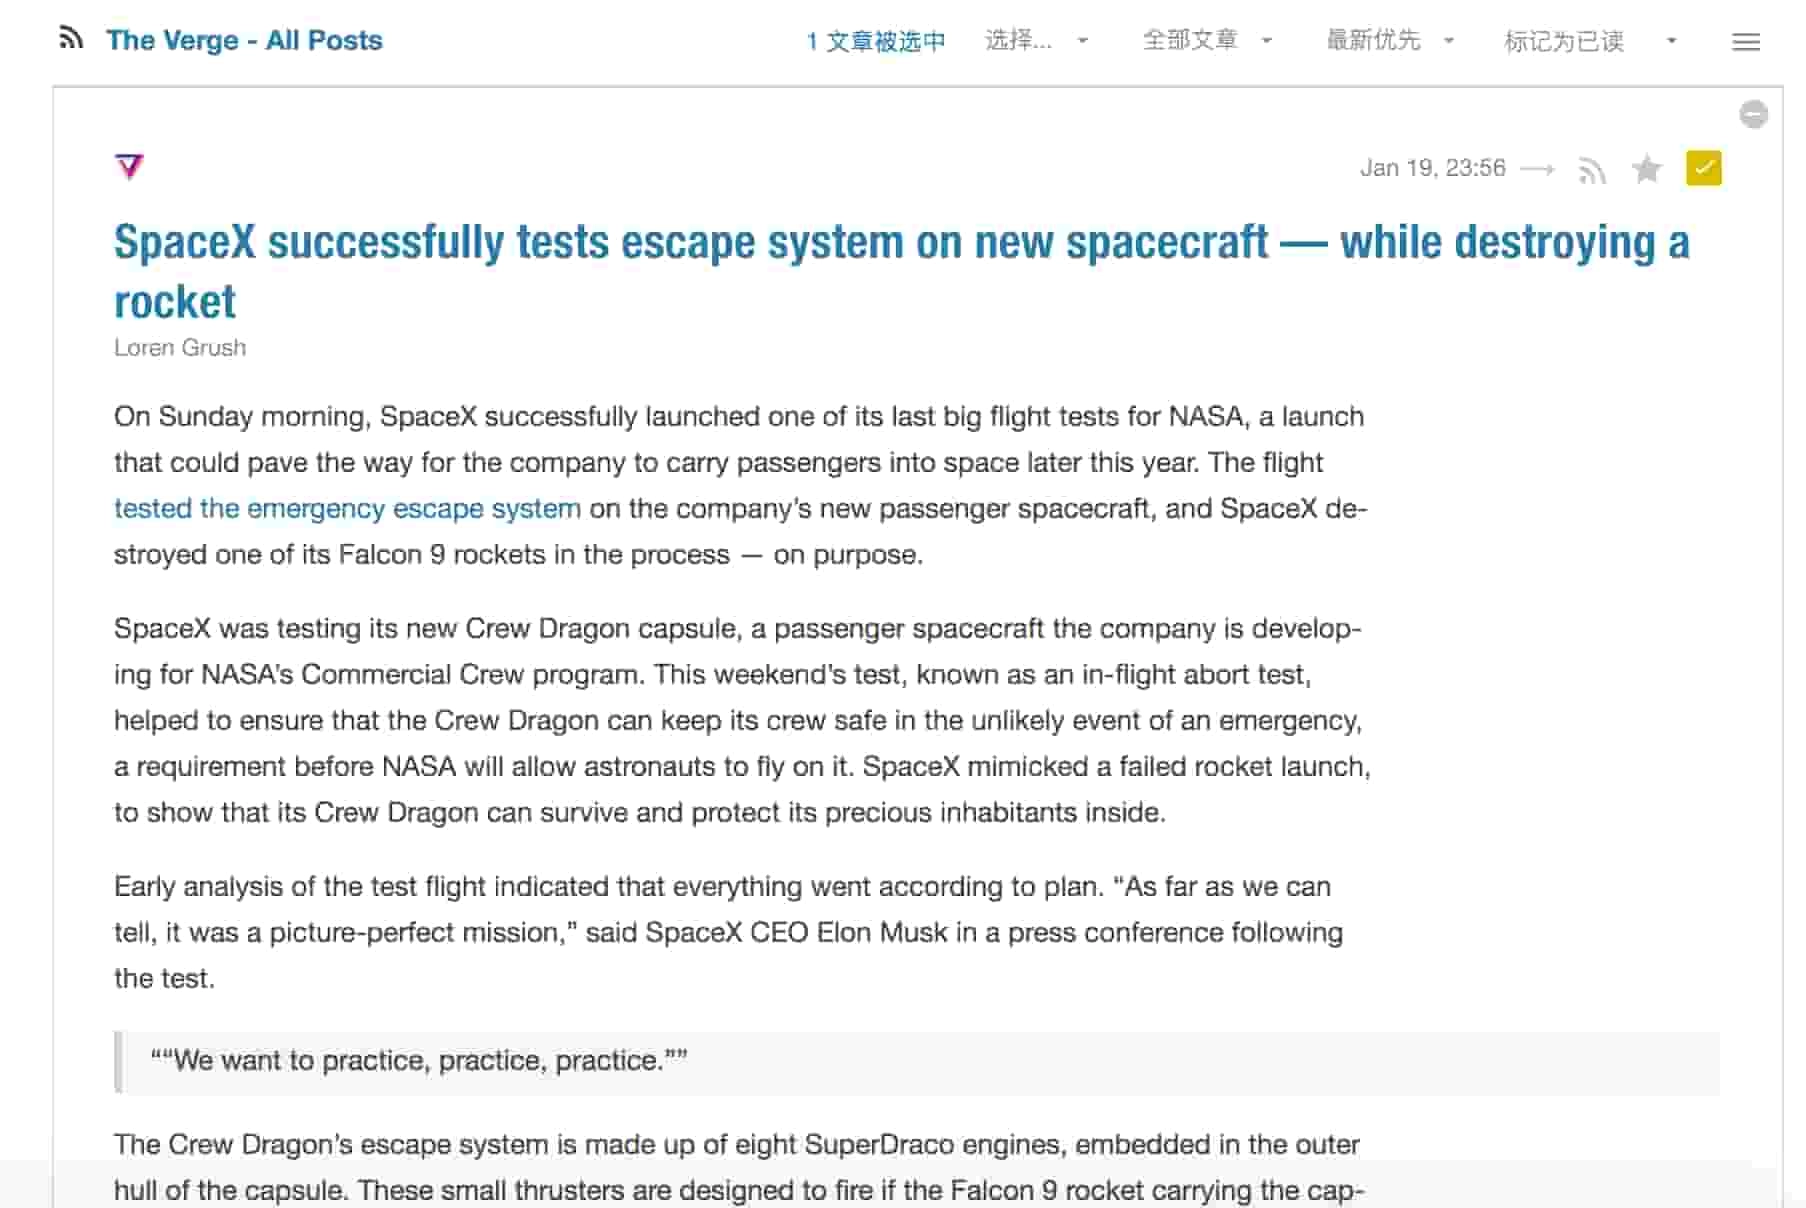 The Verge - All Posts
1 文章被选中 选择... 全部文章 最新优先 标记为已读
Jan 19, 23:56
SpaceX successfully tests escape system on new spacecraft — while destroying a
rocket
Loren Grush
On Sunday morning, SpaceX successfully launched one of its last big flight tests for NASA, a launch
that could pave the way for the company to carry passengers into space later this year. The flight
tested the emergency escape system on the company’s new passenger spacecraft, and SpaceX de-
stroyed one of its Falcon 9 rockets in the process — on purpose.
SpaceX was testing its new Crew Dragon capsule, a passenger spacecraft the company is develop-
ing for NASA’s Commercial Crew program. This weekend’s test, known as an in-flight abort test,
helped to ensure that the Crew Dragon can keep its crew safe in the unlikely event of an emergency,
a requirement before NASA will allow astronauts to fly on it. SpaceX mimicked a failed rocket launch,
to show that its Crew Dragon can survive and protect its precious inhabitants inside.
Early analysis of the test flight indicated that everything went according to plan. “As far as we can
tell, it was a picture-perfect mission,” said SpaceX CEO Elon Musk in a press conference following
the test.
““We want to practice, practice, practice.””
The Crew Dragon’s escape system is made up of eight SuperDraco engines, embedded in the outer
hull of the capsule. These small thrusters are designed to fire if the Falcon 9 rocket carrying the cap-